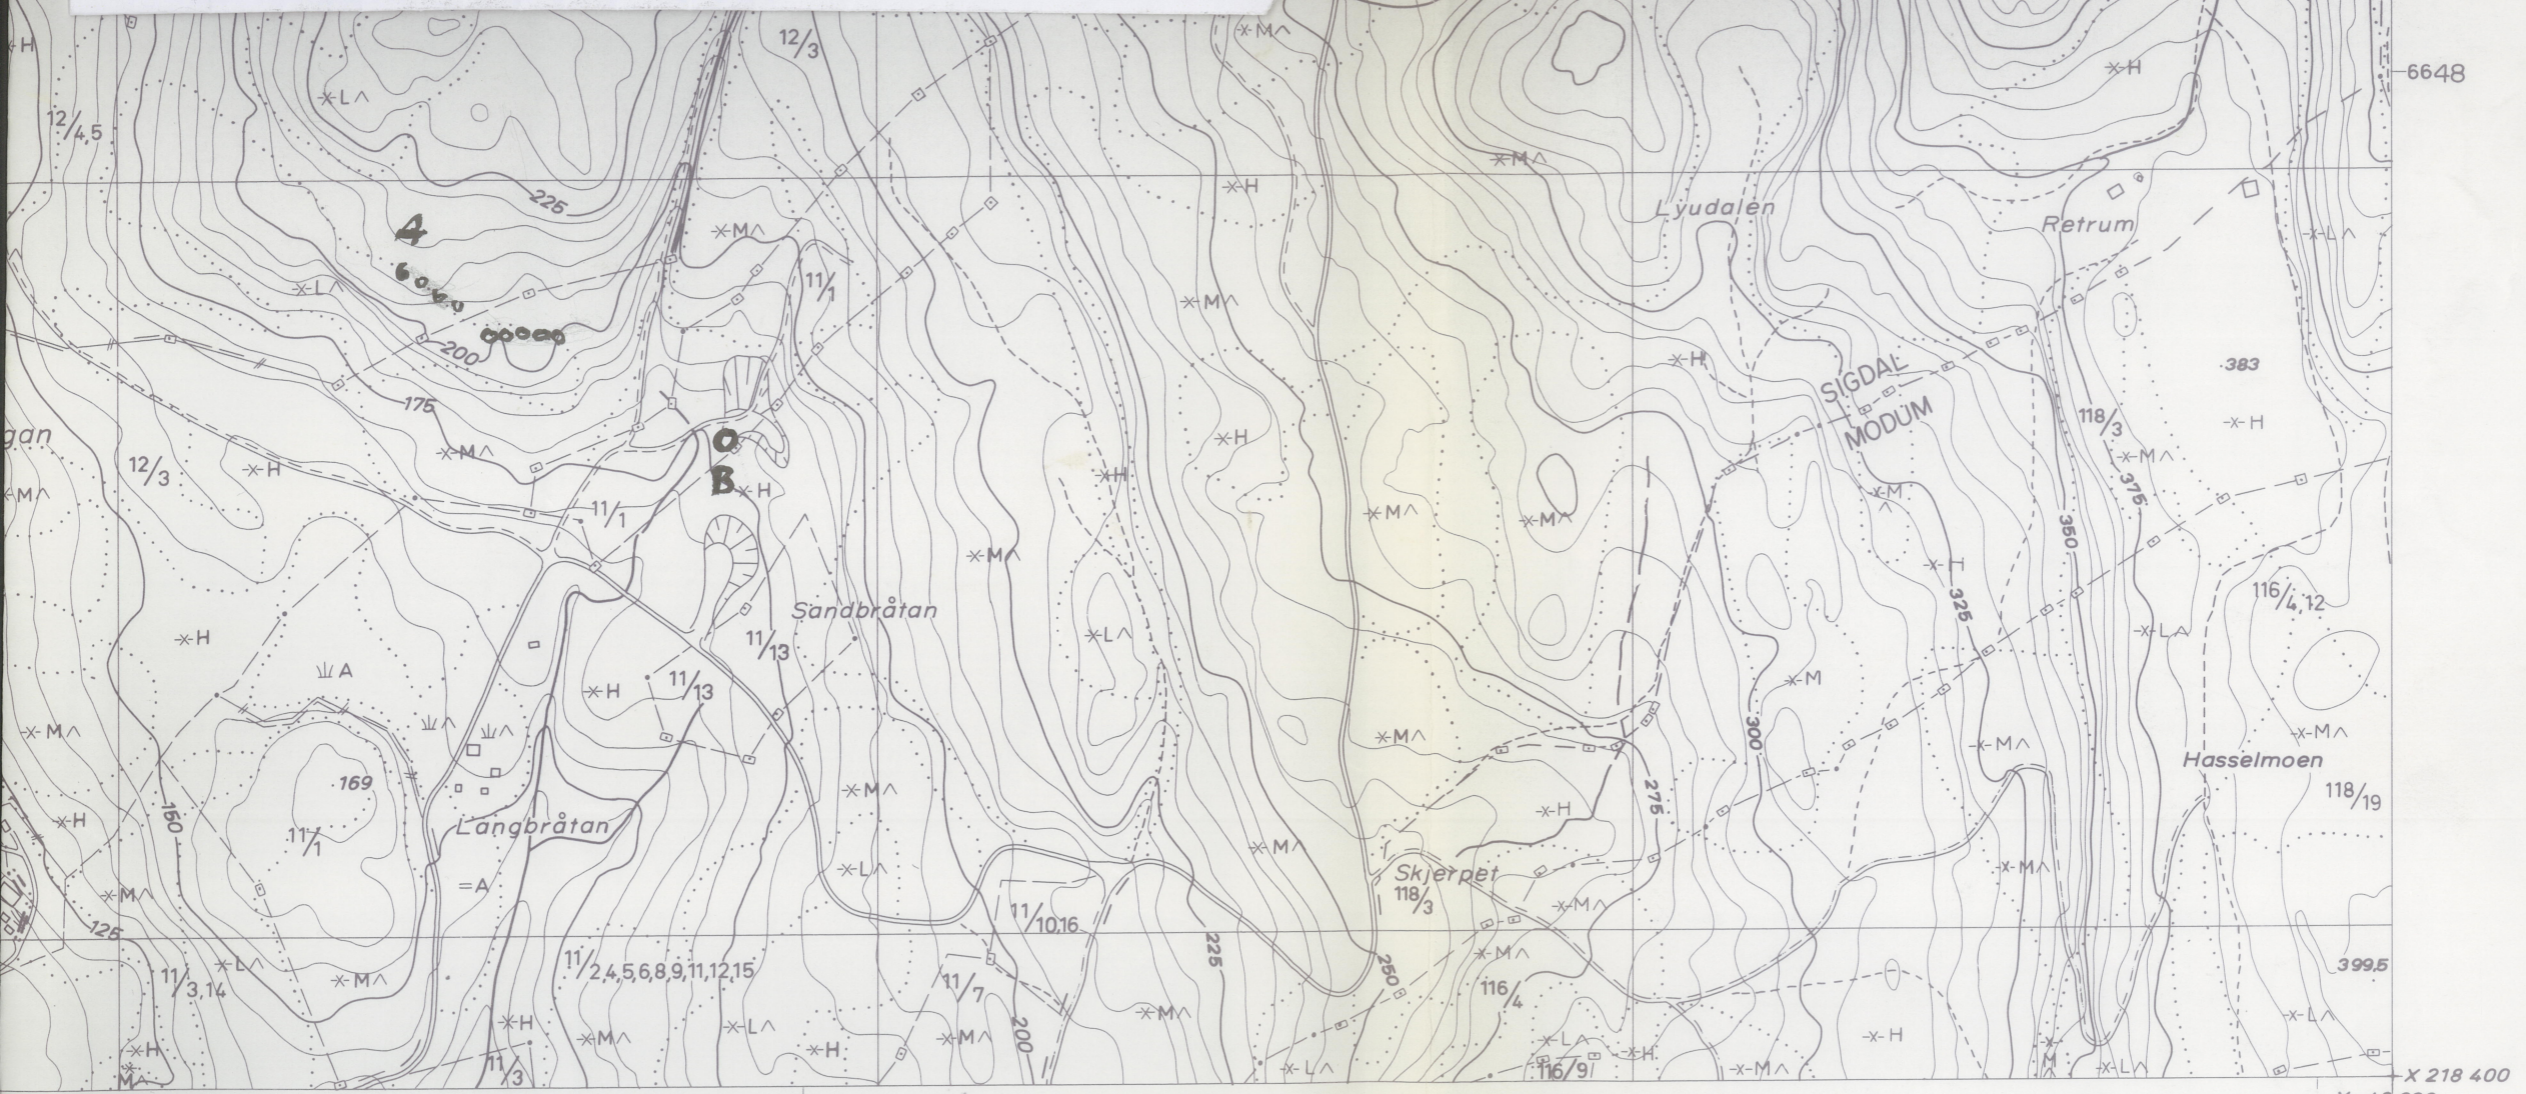 -H
12/3
-M∧
6648
-H
-L∧
12/4,5
-M∧
-H
225
Lyudalen
Retrum
A
-M∧
-L∧
11/1
-L∧
-M∧
200
-H
SIGDAL
383
175
MODUM
118/3
gan
-M∧
-H
-H
O
12/3
-H
B
-H
-H
-M∧
375
-M∧
-M∧
-M∧
-M
∧
11/1
350
-M∧
-H
325
116/4,12
Sandbråtan
-H
11/13
-L∧
-L∧
A
11/13
-H
-M
-M∧
-M∧
300
-M∧
-M∧
Hasselmoen
169
-M∧
275
118/19
150
-H
Langbråtan
-H
11/1
-M∧
-L∧
Skjerpet
-M∧
=A
118/3
-M∧
-M∧
11/10,16
125
225
-M∧
11/2,4,5,6,8,9,11,12,15
-L∧
250
399,5
11/3,14
-M∧
11/7
116/4
-H
-M∧
-L∧
-M∧
-M∧
-L∧
200
-H
-L∧
-H
-H
-H
M
11/3
-L∧
116/9
-M∧
-L∧
M∧
X 218 400